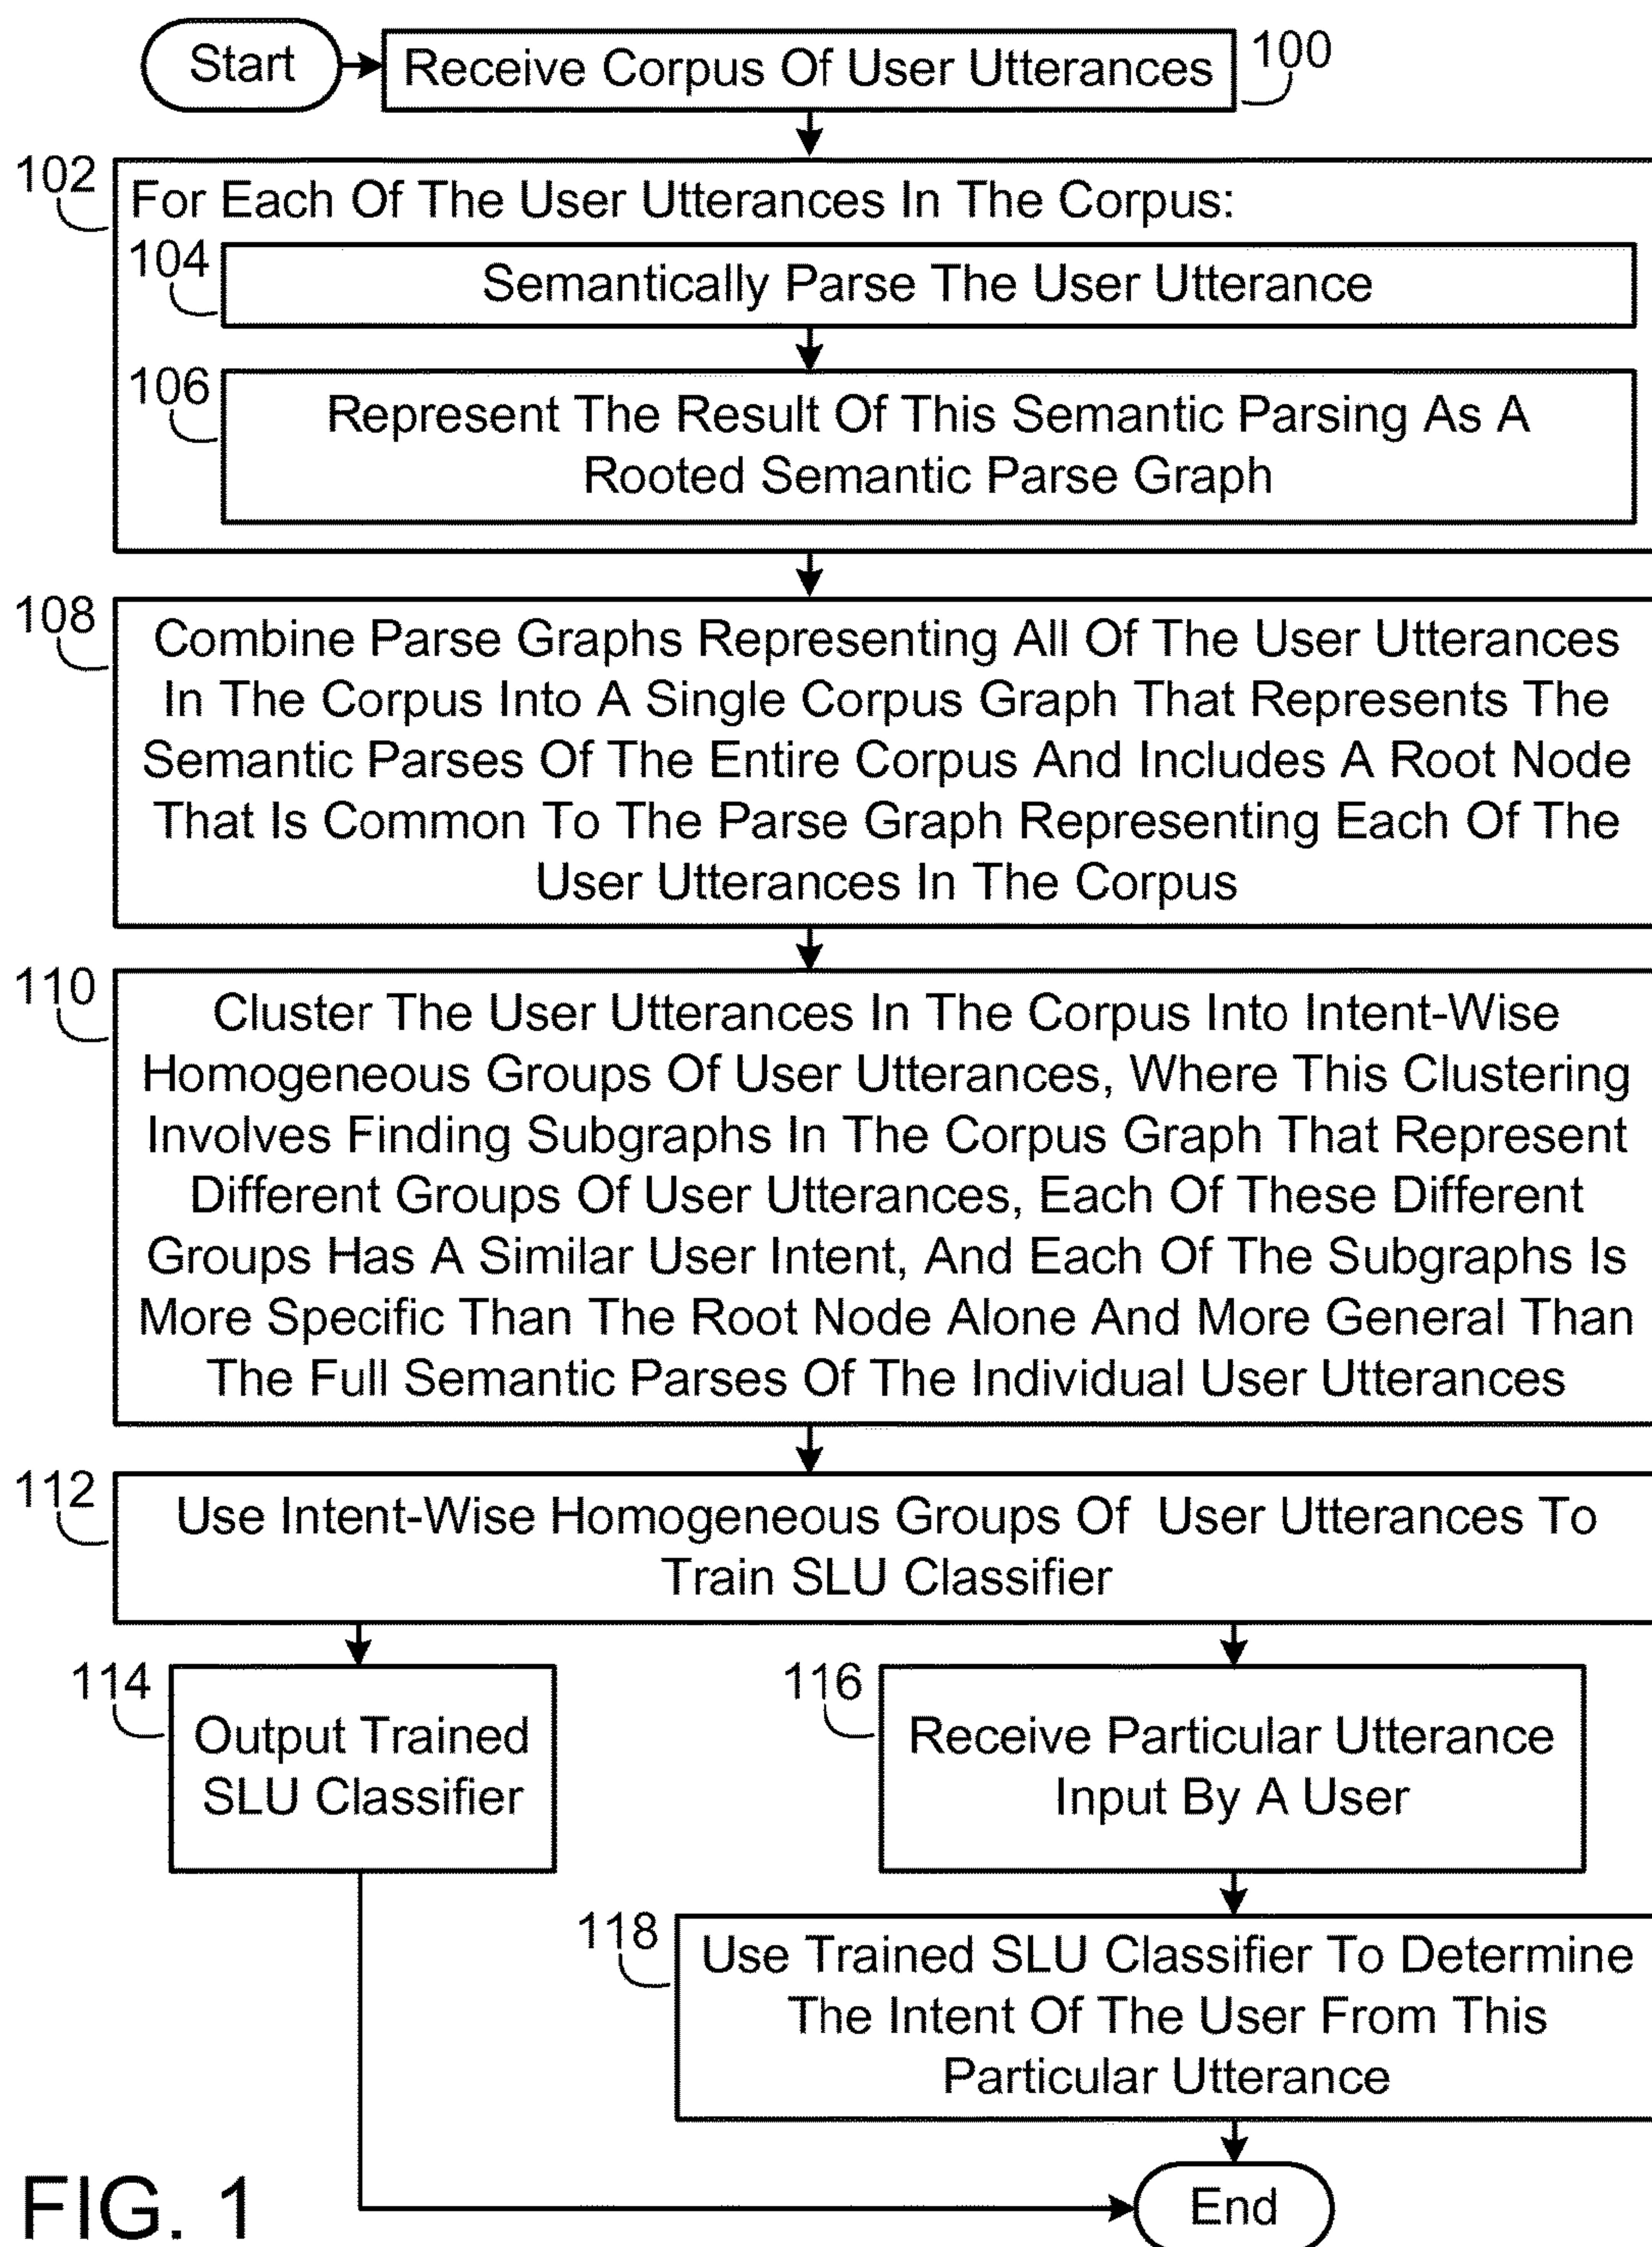 Start
Receive Corpus Of User Utterances
100
102
For Each Of The User Utterances In The Corpus:
104
Semantically Parse The User Utterance
106
Represent The Result Of This Semantic Parsing As A
Rooted Semantic Parse Graph
108
Combine Parse Graphs Representing All Of The User Utterances
In The Corpus Into A Single Corpus Graph That Represents The
Semantic Parses Of The Entire Corpus And Includes A Root Node
That Is Common To The Parse Graph Representing Each Of The
User Utterances In The Corpus
110
Cluster The User Utterances In The Corpus Into Intent-Wise
Homogeneous Groups Of User Utterances, Where This Clustering
Involves Finding Subgraphs In The Corpus Graph That Represent
Different Groups Of User Utterances, Each Of These Different
Groups Has A Similar User Intent, And Each Of The Subgraphs Is
More Specific Than The Root Node Alone And More General Than
The Full Semantic Parses Of The Individual User Utterances
112
Use Intent-Wise Homogeneous Groups Of User Utterances To
Train SLU Classifier
114
Output Trained
SLU Classifier
116
Receive Particular Utterance
Input By A User
118
Use Trained SLU Classifier To Determine
The Intent Of The User From This
Particular Utterance
End
FIG. 1